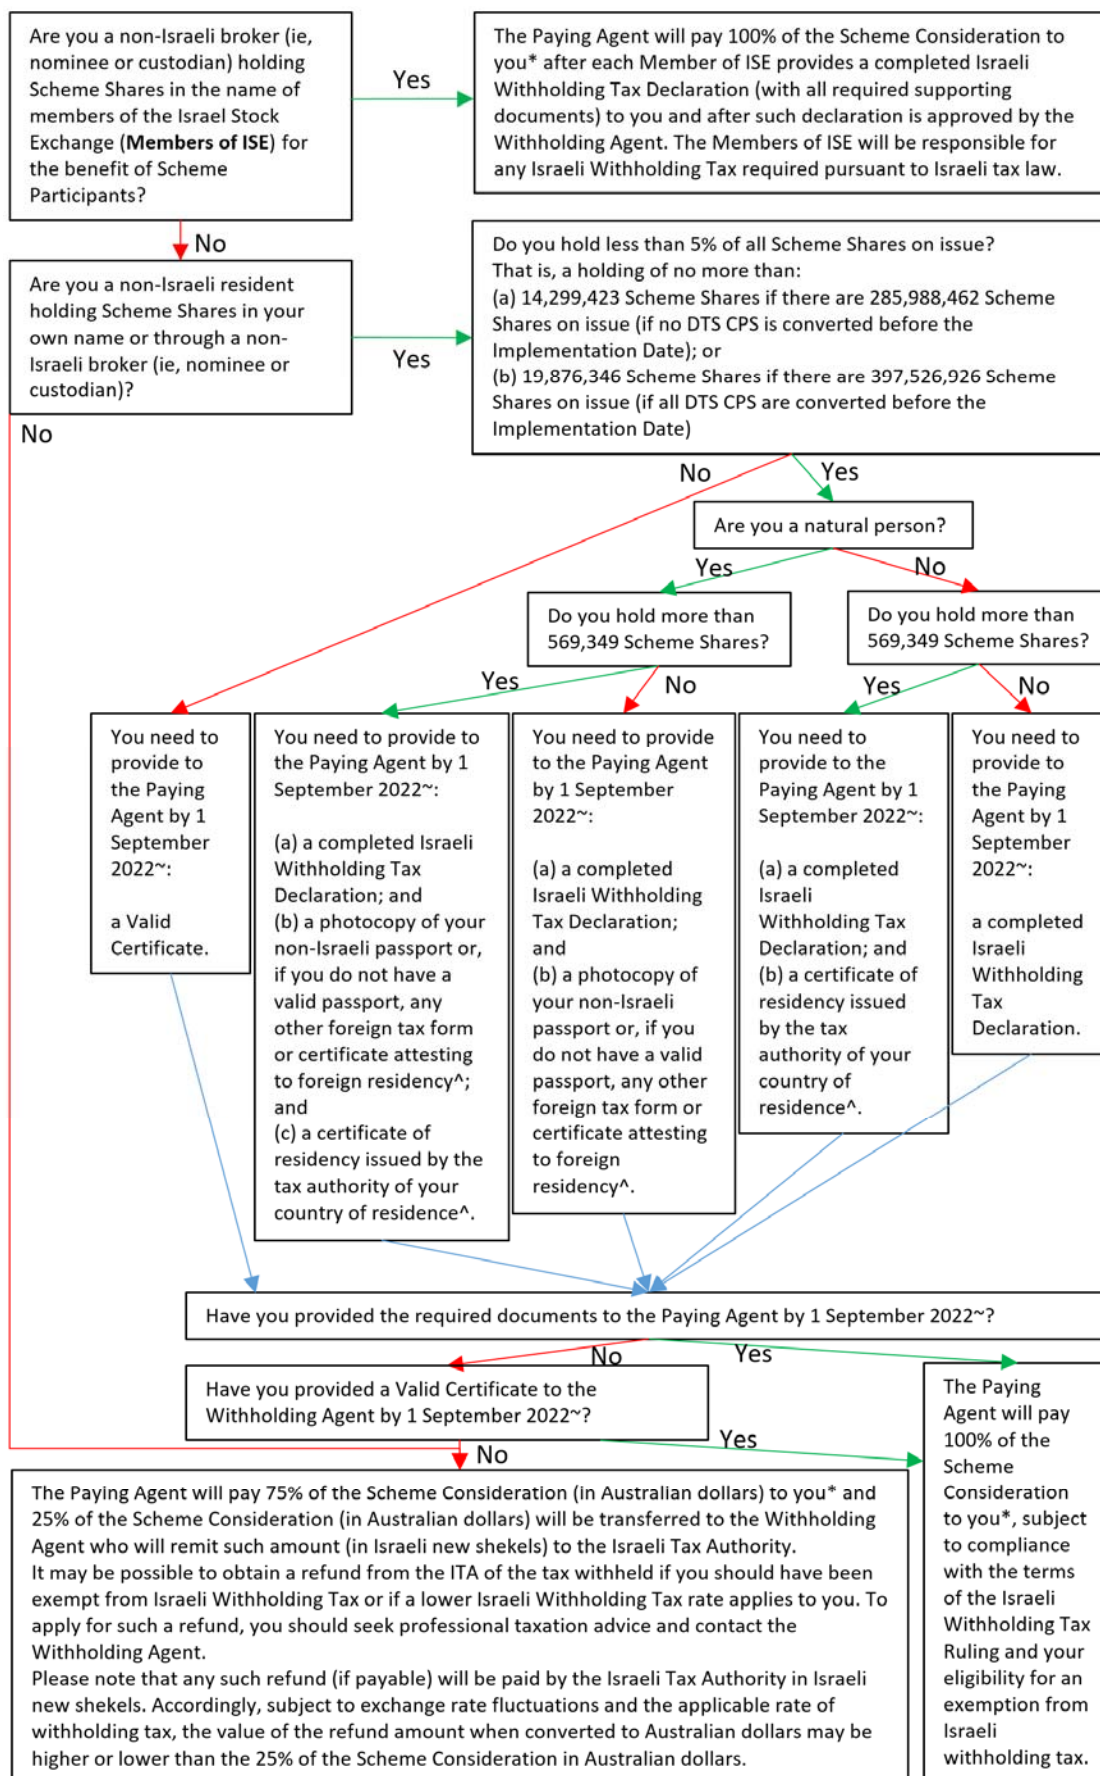 Are you a non-Israeli broker (ie,
nominee or custodian) holding
Scheme Shares in the name of
members of the Israel Stock
Exchange (Members of ISE) for
the benefit of Scheme
Participants?
Yes
The Paying Agent will pay 100% of the Scheme Consideration to
you* after each Member of ISE provides a completed Israeli
Withholding Tax Declaration (with all required supporting
documents) to you and after such declaration is approved by the
Withholding Agent. The Members of ISE will be responsible for
any Israeli Withholding Tax required pursuant to Israeli tax law.
No
Are you a non-Israeli resident
holding Scheme Shares in your
own name or through a non-
Israeli broker (ie, nominee or
custodian)?
Yes
No
Do you hold less than 5% of all Scheme Shares on issue?
That is, a holding of no more than:
(a) 14,299,423 Scheme Shares if there are 285,988,462 Scheme
Shares on issue (if no DTS CPS is converted before the
Implementation Date); or
(b) 19,876,346 Scheme Shares if there are 397,526,926 Scheme
Shares on issue (if all DTS CPS are converted before the
Implementation Date)
No
Yes
Are you a natural person?
Yes
No
Do you hold more than
569,349 Scheme Shares?
Do you hold more than
569,349 Scheme Shares?
Yes
No
Yes
No
You need to
provide to
the Paying
Agent by 1
September
2022~:
a Valid
Certificate.
You need to provide to
the Paying Agent by 1
September 2022~:
(a) a completed Israeli
Withholding Tax
Declaration; and
(b) a photocopy of your
non-Israeli passport or,
if you do not have a
valid passport, any
other foreign tax form
or certificate attesting
to foreign residency^;
and
(c) a certificate of
residency issued by the
tax authority of your
country of residence^.
You need to provide
to the Paying Agent
by 1 September
2022~:
(a) a completed
Israeli Withholding
Tax Declaration;
and
(b) a photocopy of
your non-Israeli
passport or, if you
do not have a valid
passport, any other
foreign tax form or
certificate attesting
to foreign
residency^.
You need to
provide to the
Paying Agent by 1
September 2022~:
(a) a completed
Israeli
Withholding Tax
Declaration; and
(b) a certificate of
residency issued
by the tax
authority of your
country of
residence^.
You need to
provide to
the Paying
Agent by 1
September
2022~:
a completed
Israeli
Withholding
Tax
Declaration.
Have you provided the required documents to the Paying Agent by 1 September 2022~?
No
Yes
Have you provided a Valid Certificate to the
Withholding Agent by 1 September 2022~?
No
Yes
The Paying Agent will pay 75% of the Scheme Consideration (in Australian dollars) to you* and
25% of the Scheme Consideration (in Australian dollars) will be transferred to the Withholding
Agent who will remit such amount (in Israeli new shekels) to the Israeli Tax Authority.
It may be possible to obtain a refund from the ITA of the tax withheld if you should have been
exempt from Israeli Withholding Tax or if a lower Israeli Withholding Tax rate applies to you. To
apply for such a refund, you should seek professional taxation advice and contact the
Withholding Agent.
Please note that any such refund (if payable) will be paid by the Israeli Tax Authority in Israeli
new shekels. Accordingly, subject to exchange rate fluctuations and the applicable rate of
withholding tax, the value of the refund amount when converted to Australian dollars may be
higher or lower than the 25% of the Scheme Consideration in Australian dollars.
The Paying
Agent will pay
100% of the
Scheme
Consideration
to you*, subject
to compliance
with the terms
of the Israeli
Withholding Tax
Ruling and your
eligibility for an
exemption from
Israeli
withholding tax.